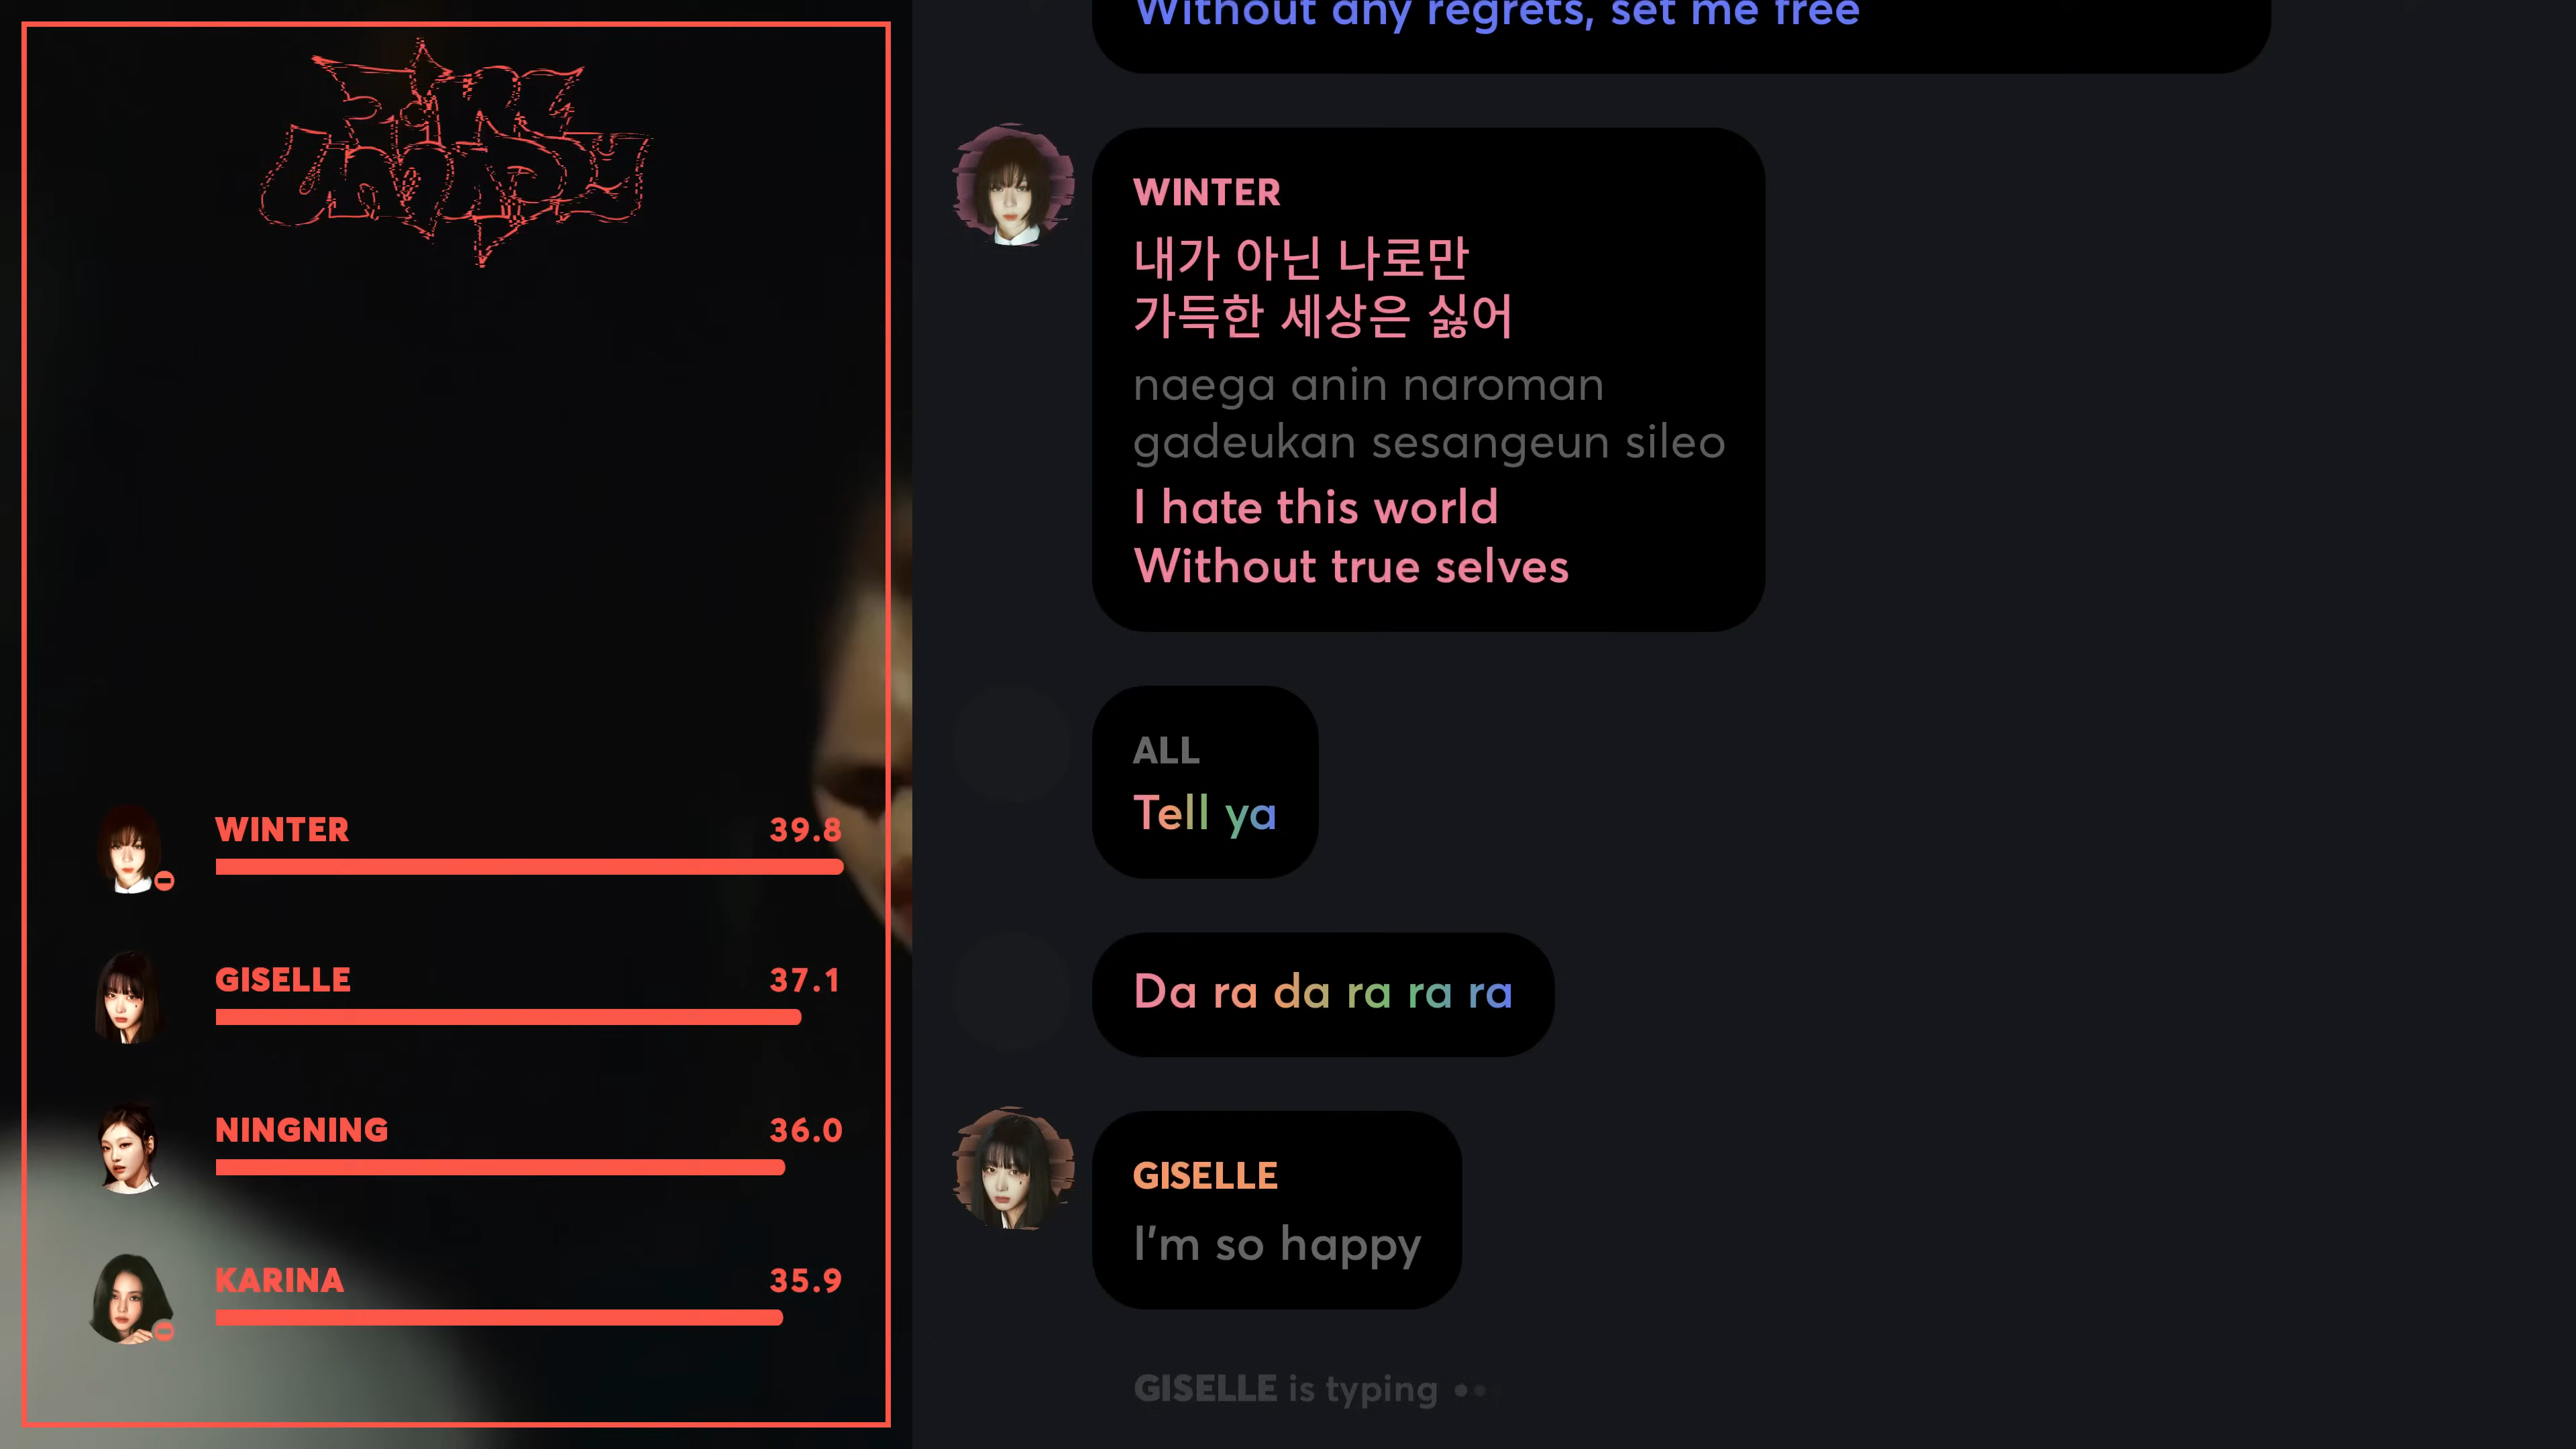 WINTER
39.8
GISELLE
37.1
NINGNING
36.0
KARINA
35.9
Without any regrets, set me free
WINTER
내가 아닌 나로만
가득한 세상은 싫어
naega anin naroman
gadeukan sesangeun sileo
I hate this world
Without true selves
ALL
Tell ya
Da ra da ra ra ra
GISELLE
I'm so happy
GISELLE is typing